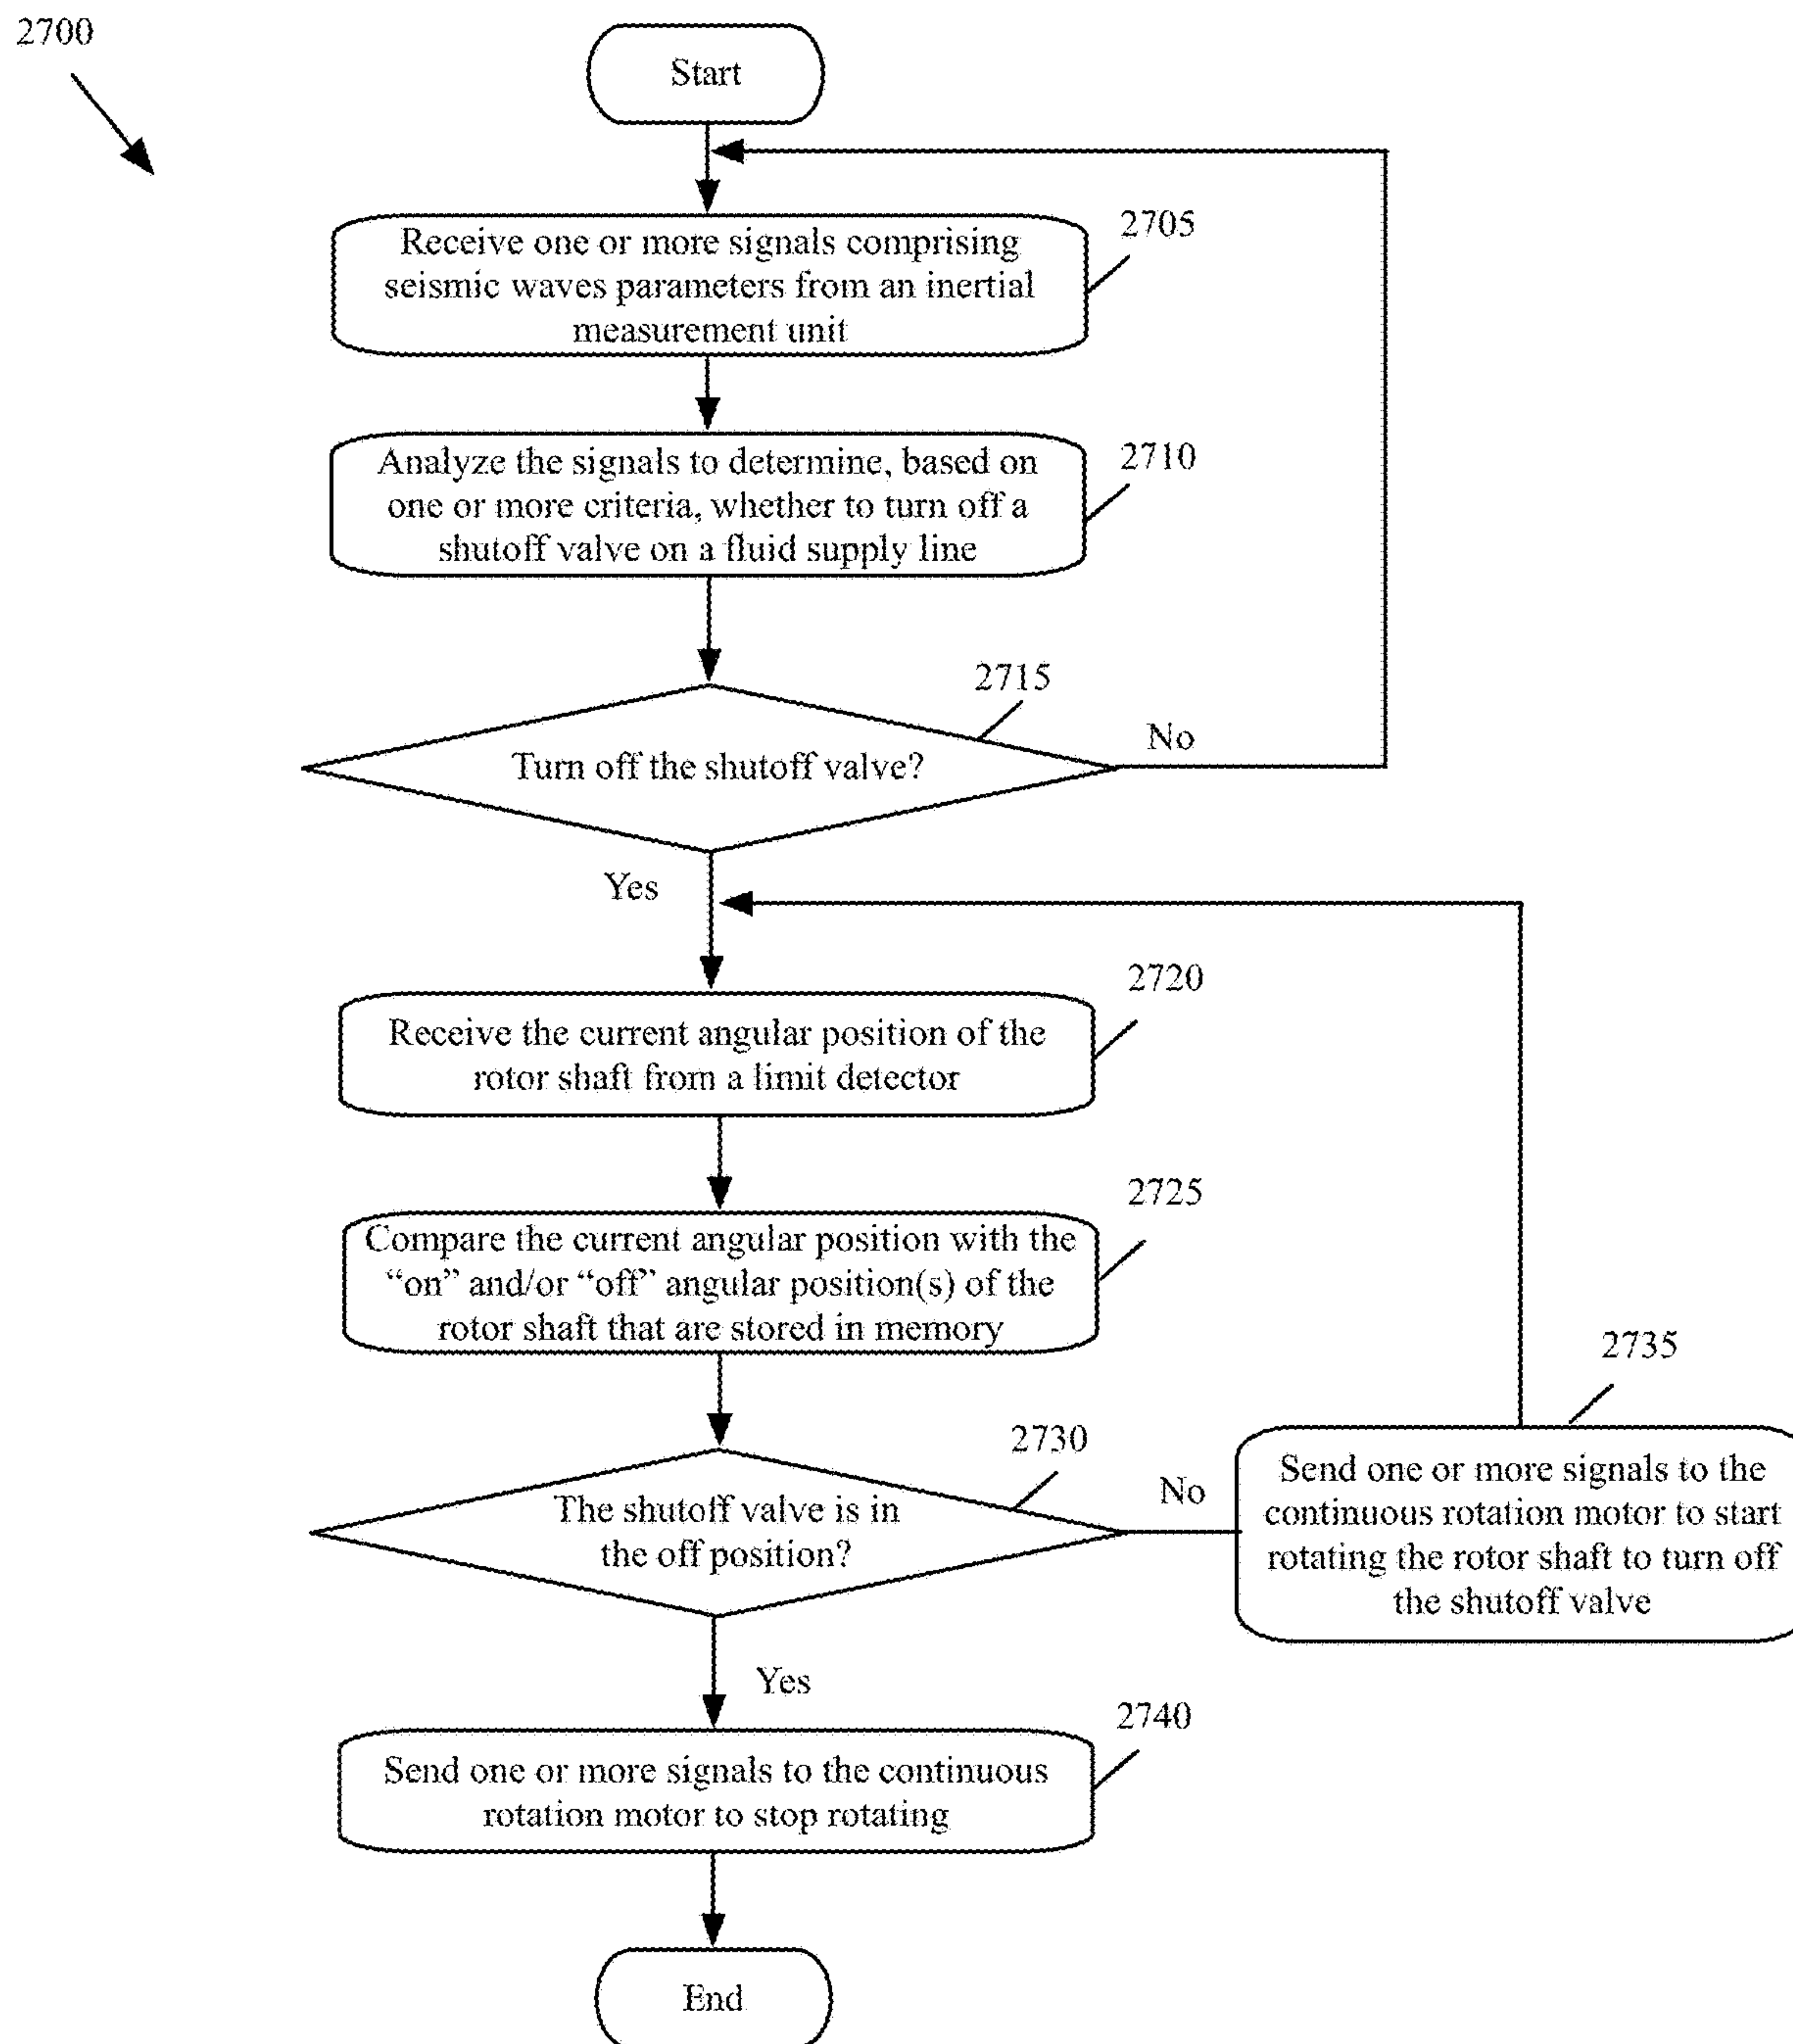 2700
Start
Receive one or more signals comprising
seismic waves parameters from an inertial
measurement unit
2705
Analyze the signals to determine, based on
one or more criteria, whether to turn off a
shutoff valve on a fluid supply line
2710
2715
Turn off the shutoff valve?
No
Yes
2720
Receive the current angular position of the
rotor shaft from a limit detector
2725
Compare the current angular position with the
“on” and/or “off” angular position(s) of the
rotor shaft that are stored in memory
2730
The shutoff valve is in
the off position?
No
2735
Send one or more signals to the
continuous rotation motor to start
rotating the rotor shaft to turn off
the shutoff valve
Yes
2740
Send one or more signals to the continuous
rotation motor to stop rotating
End